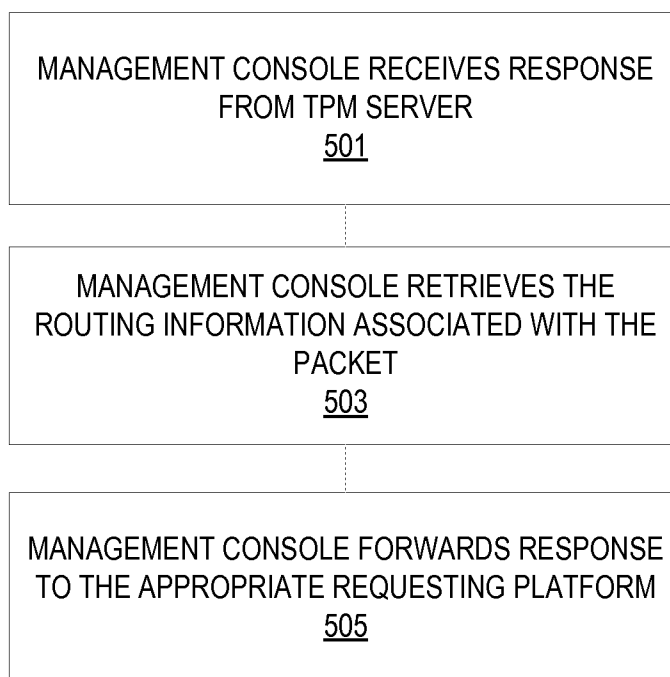 MANAGEMENT CONSOLE RECEIVES RESPONSE
FROM TPM SERVER
501
MANAGEMENT CONSOLE RETRIEVES THE
ROUTING INFORMATION ASSOCIATED WITH THE
PACKET
503
MANAGEMENT CONSOLE FORWARDS RESPONSE
TO THE APPROPRIATE REQUESTING PLATFORM
505